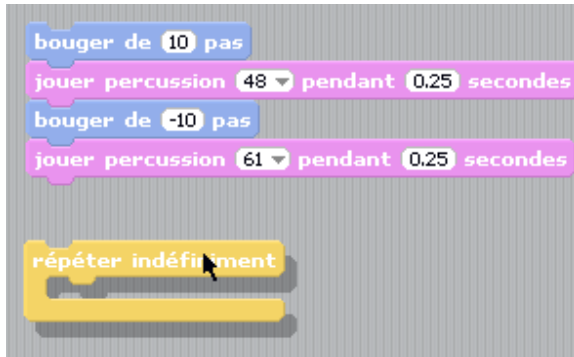 bouger de 10 pas
jouer percussion 48 pendant 0.25 secondes
bouger de -10 pas
jouer percussion 61 pendant 0.25 secondes
répéter indéfiniment